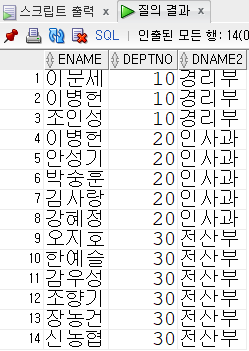 스크립트 출력 × 질의 결과 ×
SQL | 인출된 모든 행: 14(0
ENAME DEPTNO DNAME2
1 이문세 10 경리부
2 이병헌 10 경리부
3 조인성 10 경리부
4 이병헌 20 인사과
5 안성기 20 인사과
6 박중훈 20 인사과
7 김사랑 20 인사과
8 강혜정 20 인사과
9 오지호 30 전산부
10 한예슬 30 전산부
11 감우성 30 전산부
12 조향기 30 전산부
13 장동건 30 전산부
14 신동협 30 전산부